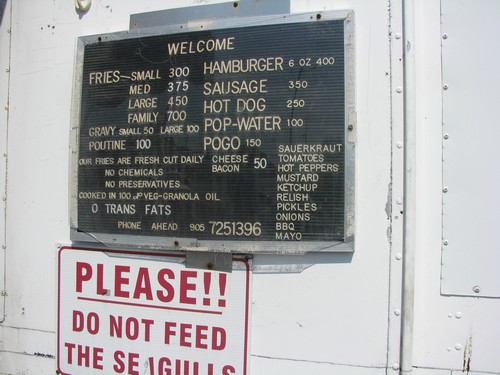 WELCOME
FRIES-SMALL 300
MED 375
LARGE 450
FAMILY 700
GRAVY SMALL 50 LARGE 100
POUTINE 100
OUR FRIES ARE FRESH CUT DAILY
NO CHEMICALS
NO PRESERVATIVES
COOKED IN 100 %P VEG-GRANOLA OIL
O TRANS FATS
HAMBURGER 6 OZ 400
SAUSAGE 350
HOT DOG 250
POP-WATER 100
POGO 150
CHEESE 50
BACON
SAUERKRAUT
TOMATOES
HOT PEPPERS
MUSTARD
KETCHUP
RELISH
PICKLES
ONIONS
BBQ
MAYO
PHONE AHEAD 905 7251396
PLEASE!!
DO NOT FEED
THE SEAGULLS